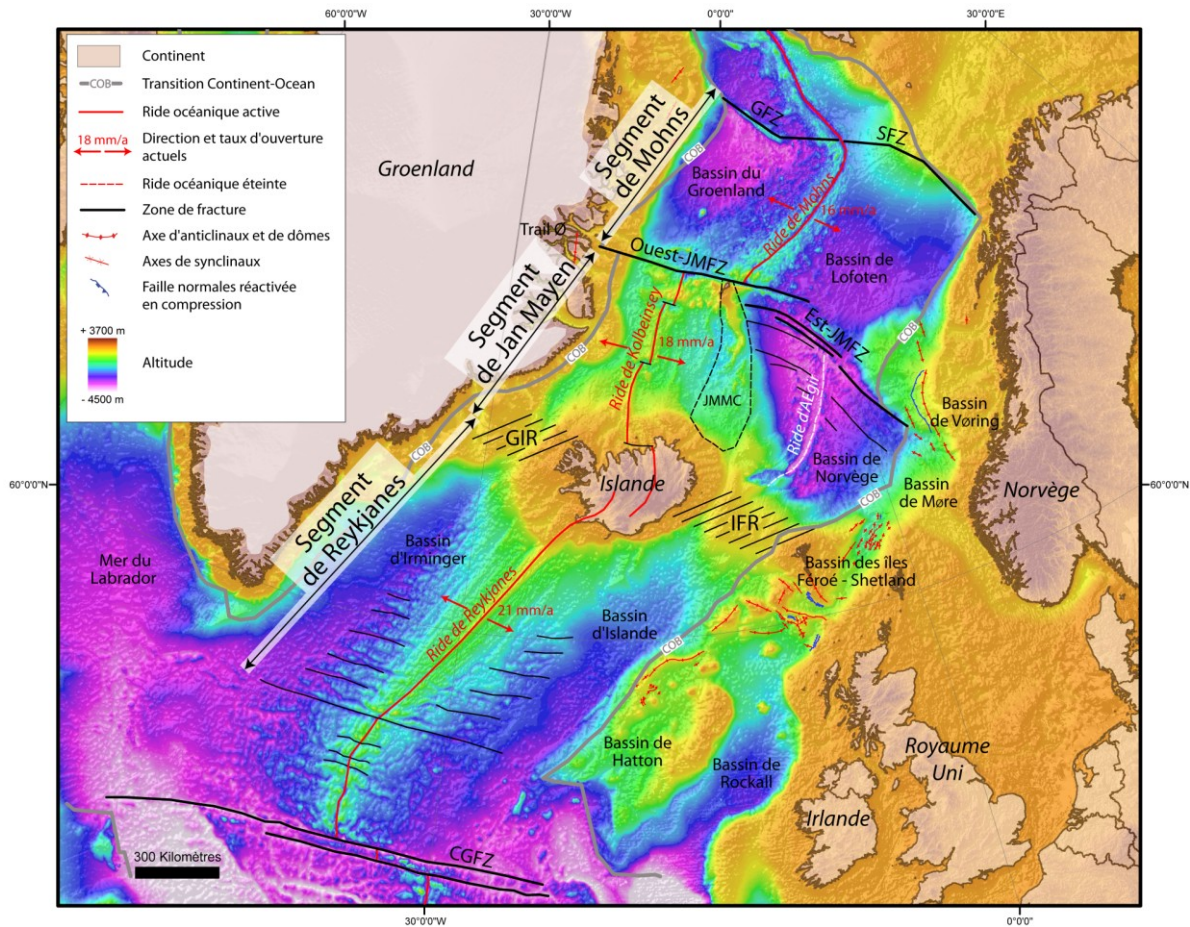 60°0'0"W
30°0'0"W
0°0'0"
30°0'0"E
Continent
COB
Transition Continent-Ocean
Ride océanique active
18 mm/a
Direction et taux d'ouverture
actuels
Ride océanique éteinte
Zone de fracture
Axe d'anticlinaux et de dômes
Axes de synclinaux
Faille normales réactivée
en compression
+ 3700 m
Altitude
- 4500 m
Groenland
Segment
de Mohns
GFZ
SFZ
COB
Bassin du
Groenland
Ride de Mohns
16 mm/a
Trail Ø
Ouest-JMFZ
Bassin de
Lofoten
Segment
de Jan Mayen
Ride de Kolbeinsey
18 mm/a
Est-JMFZ
COB
COB
JMMC
Ride d'AEgir
Bassin
de Vøring
GIR
COB
Bassin de
Norvège
Islande
Bassin
de Møre
Norvège
60°0'0"N
60°0'0"N
COB
IFR
Segment
de Reykjanes
Bassin
d'Irminger
Mer du
Labrador
Bassin des îles
Féroé - Shetland
Ride de Reykjanes
21 mm/a
Bassin
d'Islande
COB
Bassin de
Hatton
Bassin de
Rockall
Royaume
Uni
Irlande
CGFZ
300 Kilomètres
30°0'0"W
0°0'0"